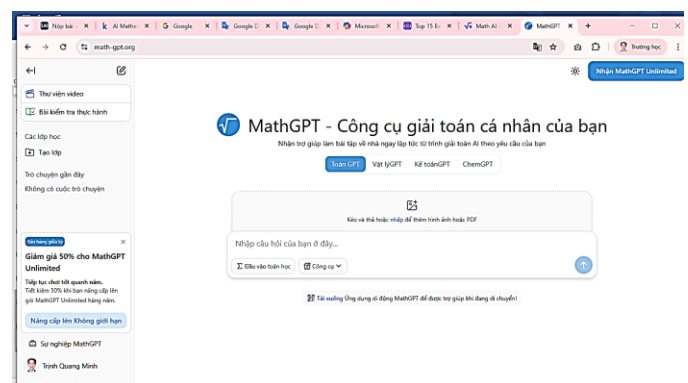 Nộp bài
AI Mathe
Google
Google D
Google D
Microsof
Top 15 B
Math AI
MathGPT
math-gpt.org
Trường học
Nhận MathGPT Unlimited
Thư viện video
Bài kiểm tra thực hành
Các lớp học
Tạo lớp
Trò chuyện gần đây
Không có cuộc trò chuyện
MathGPT - Công cụ giải toán cá nhân của bạn
Nhận trợ giúp làm bài tập về nhà ngay lập tức từ trình giải toán AI theo yêu cầu của bạn
Toán GPT
Vật lýGPT
Kế toánGPT
ChemGPT
Kéo và thả hoặc nhấp để thêm hình ảnh hoặc PDF
Nhập câu hỏi của bạn ở đây...
Σ Đầu vào toán học
Công cụ
Tải xuống Ứng dụng di động MathGPT để được trợ giúp khi đang di chuyển!
Giảm giá 50% cho MathGPT
Unlimited
Tiếp tục chơi tốt quanh năm.
Tiết kiệm 50% khi bạn nâng cấp lên
gói MathGPT Unlimited hàng năm.
Nâng cấp lên Không giới hạn
Sự nghiệp MathGPT
Trịnh Quang Minh